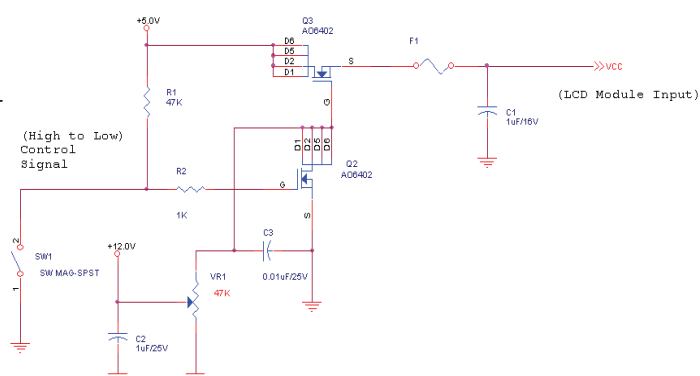 +5.0V
Q3
AO6402
D6
D5
D2
D1
S
G
F1
VCC
(LCD Module Input)
R1
47K
C1
1uF/16V
(High to Low)
Control
Signal
D1
D2
D5
D6
Q2
AO6402
R2
1K
G
S
2
SW1
SW MAG-SPST
1
+12.0V
C3
0.01uF/25V
VR1
47K
C2
1uF/25V